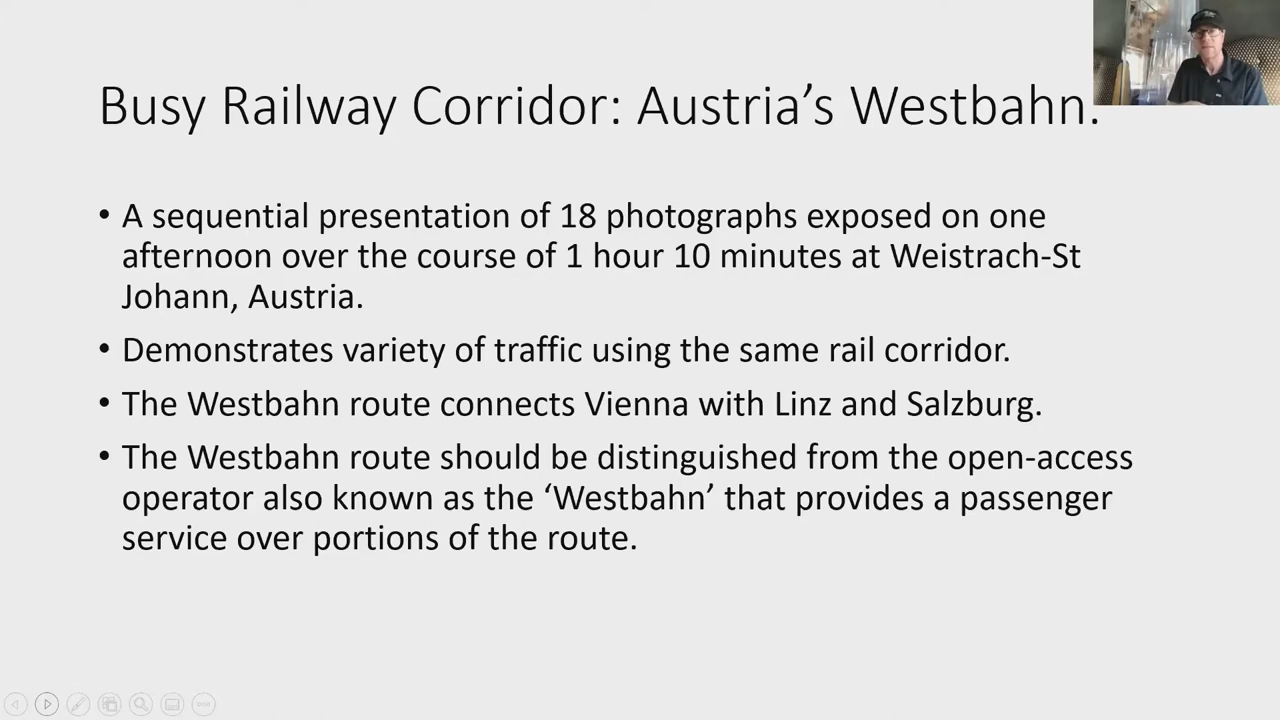 Busy Railway Corridor: Austria’s Westbahn.
• A sequential presentation of 18 photographs exposed on one
afternoon over the course of 1 hour 10 minutes at Weistrach-St
Johann, Austria.
• Demonstrates variety of traffic using the same rail corridor.
• The Westbahn route connects Vienna with Linz and Salzburg.
• The Westbahn route should be distinguished from the open-access
operator also known as the ‘Westbahn’ that provides a passenger
service over portions of the route.